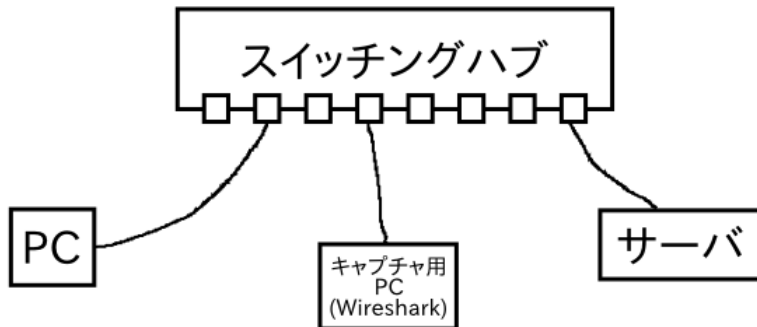 スイッチングハブ
PC
キャプチャ用
PC
(Wireshark)
サーバ